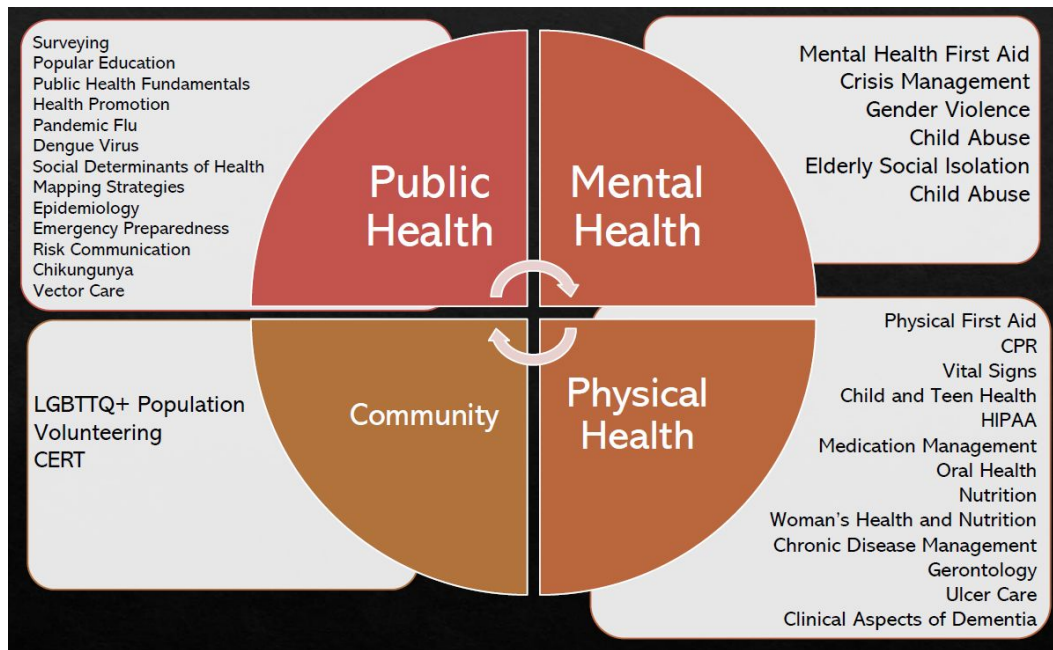 Surveying
Popular Education
Public Health Fundamentals
Health Promotion
Pandemic Flu
Dengue Virus
Social Determinants of Health
Mapping Strategies
Epidemiology
Emergency Preparedness
Risk Communication
Chikungunya
Vector Care
Public
Health
Mental
Health
Mental Health First Aid
Crisis Management
Gender Violence
Child Abuse
Elderly Social Isolation
Child Abuse
LGBTTQ+ Population
Volunteering
CERT
Community
Physical
Health
Physical First Aid
CPR
Vital Signs
Child and Teen Health
HIPAA
Medication Management
Oral Health
Nutrition
Woman's Health and Nutrition
Chronic Disease Management
Gerontology
Ulcer Care
Clinical Aspects of Dementia